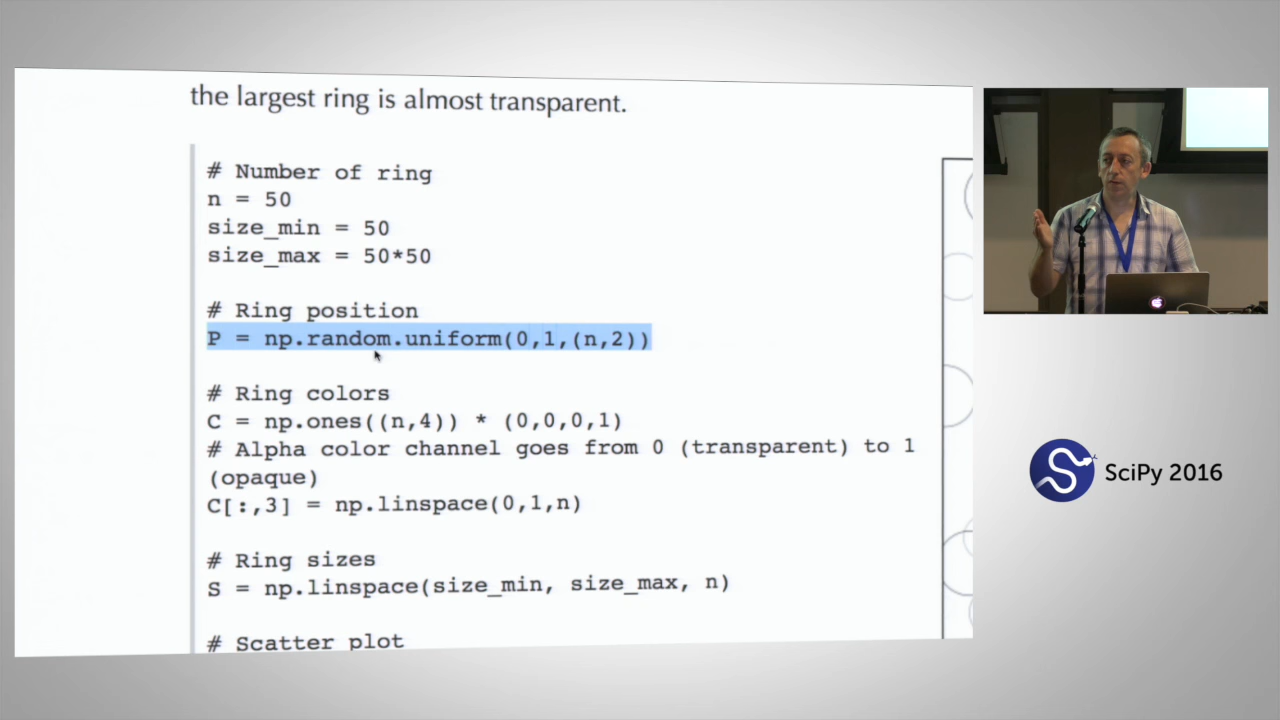 the largest ring is almost transparent.
# Number of ring
n = 50
size_min = 50
size_max = 50*50
# Ring position
P = np.random.uniform(0,1,(n,2))
# Ring colors
C = np.ones((n,4)) * (0,0,0,1)
# Alpha color channel goes from 0 (transparent) to 1
(opaque)
C[:,3] = np.linspace(0,1,n)
# Ring sizes
S = np.linspace(size_min, size_max, n)
# Scatter plot
SciPy 2016